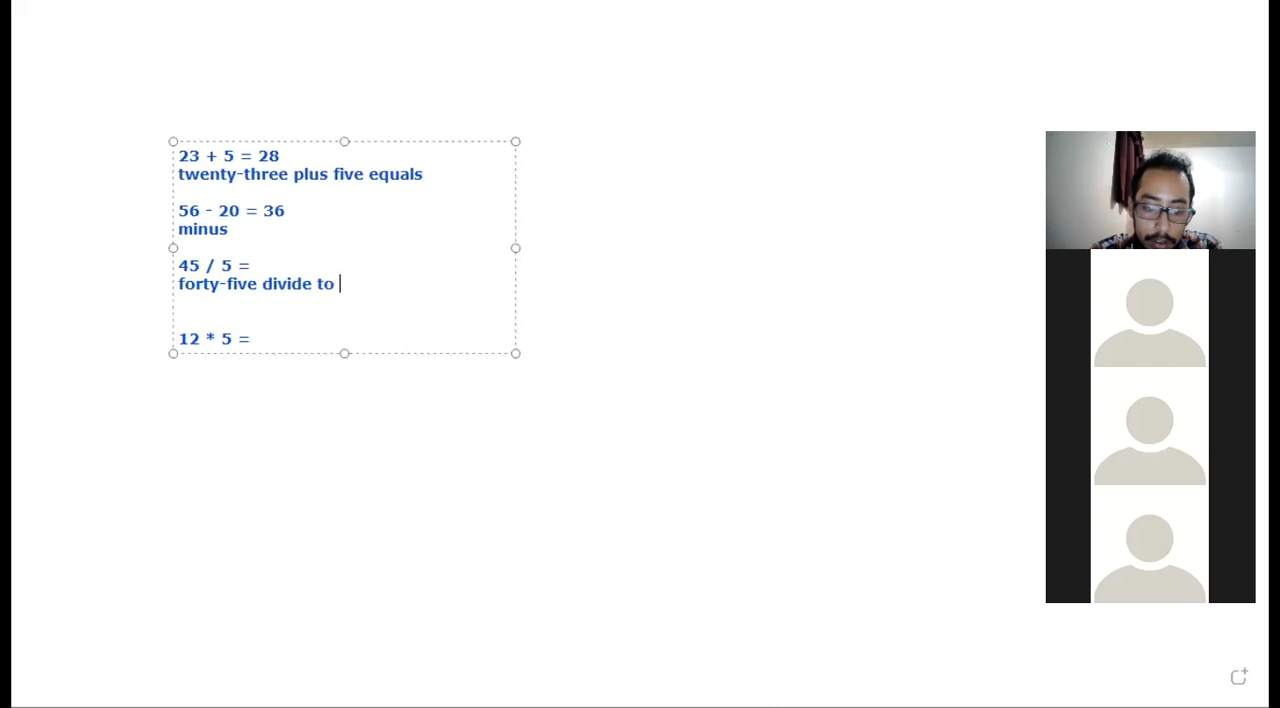 23 + 5 = 28
twenty-three plus five equals
56 - 20 = 36
minus
45 / 5 =
forty-five divide to
12 * 5 =